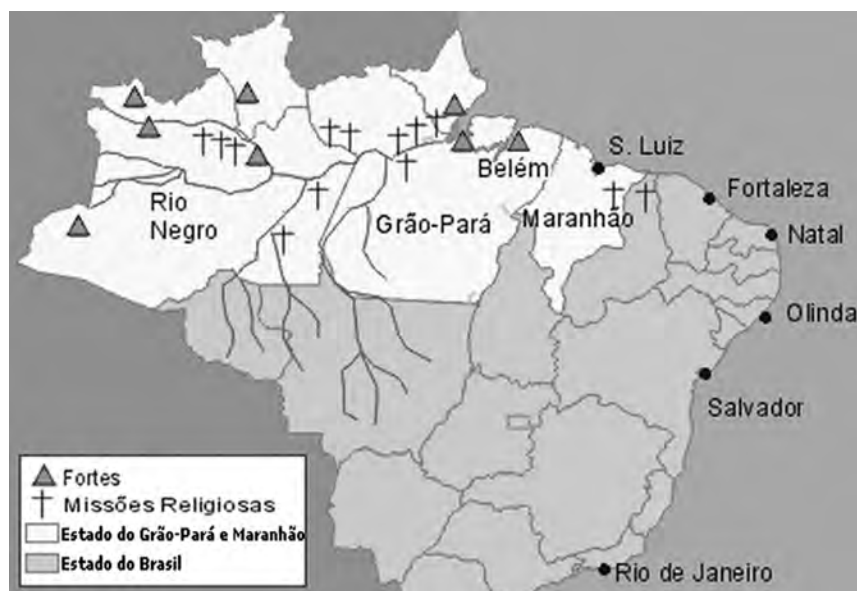 S. Luiz
Belém
Fortaleza
Rio
Negro
Grão-Pará
Maranhão
Natal
Olinda
Salvador
Fortes
Missões Religiosas
Estado do Grão-Pará e Maranhão
Estado do Brasil
Rio de Janeiro